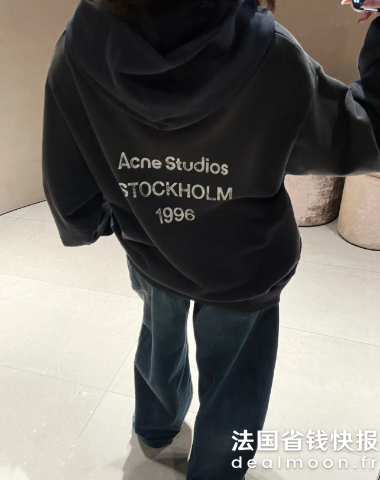 Acne Studios
STOCKHOLM
1996
法国省钱快报
dealmoon.fr